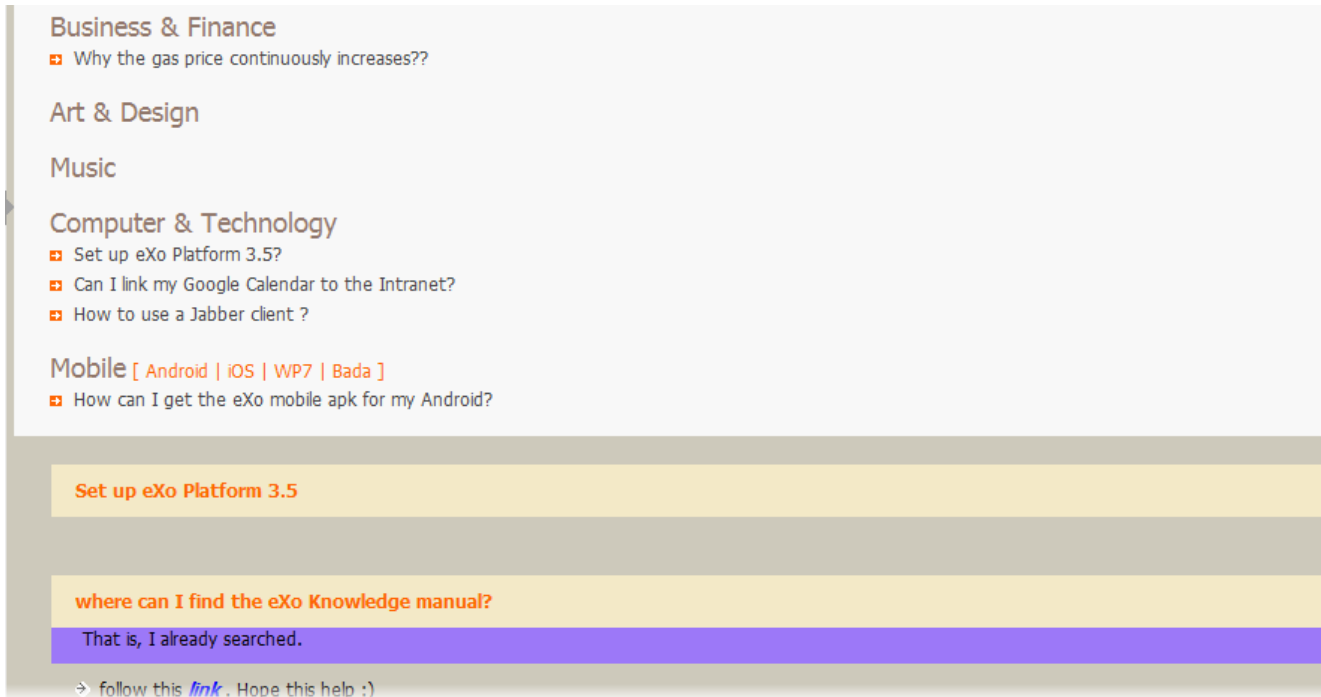 Business & Finance
Why the gas price continuously increases??
Art & Design
Music
Computer & Technology
Set up eXo Platform 3.5?
Can I link my Google Calendar to the Intranet?
How to use a Jabber client ?
Mobile [ Android | iOS | WP7 | Bada ]
How can I get the eXo mobile apk for my Android?
Set up eXo Platform 3.5
where can I find the eXo Knowledge manual?
That is, I already searched.
follow this link . Hope this help :)